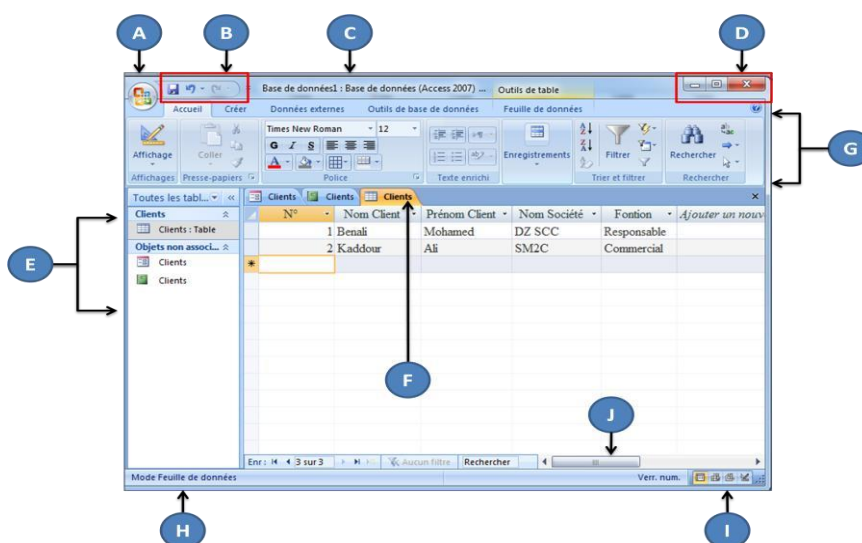 A B C D
Base de données1 : Base de données (Access 2007) ... Outils de table
Accueil Créer Données externes Outils de base de données Feuille de données
G
Times New Roman 12
G I S
A
Affichage Coller Enregistrements Filtrer Rechercher
Affichages Presse-papiers Police Texte enrichi Trier et filtrer Rechercher
Toutes les tabl... « Clients Clients Clients
Clients N° Nom Client Prénom Client Nom Société Fontion Ajouter un nouv
Clients : Table 1 Benali Mohamed DZ SCC Responsable
Objets non associ... 2 Kaddour Ali SM2C Commercial
E Clients
Clients
F
J
Enr : 3 sur 3 Aucun filtre Rechercher
Mode Feuille de données Verr. num.
H I